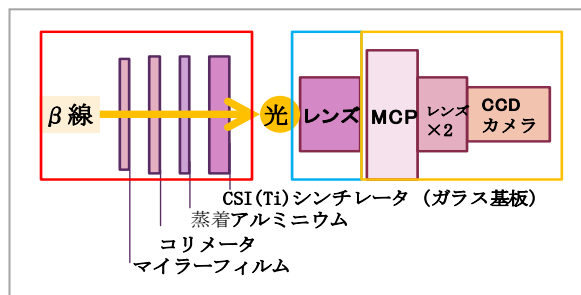 β線
光
レンズ
MCP
レンズ
×2
CCD
カメラ
CSI(Ti)シンチレータ (ガラス基板)
蒸着アルミニウム
コリメータ
マイラーフィルム